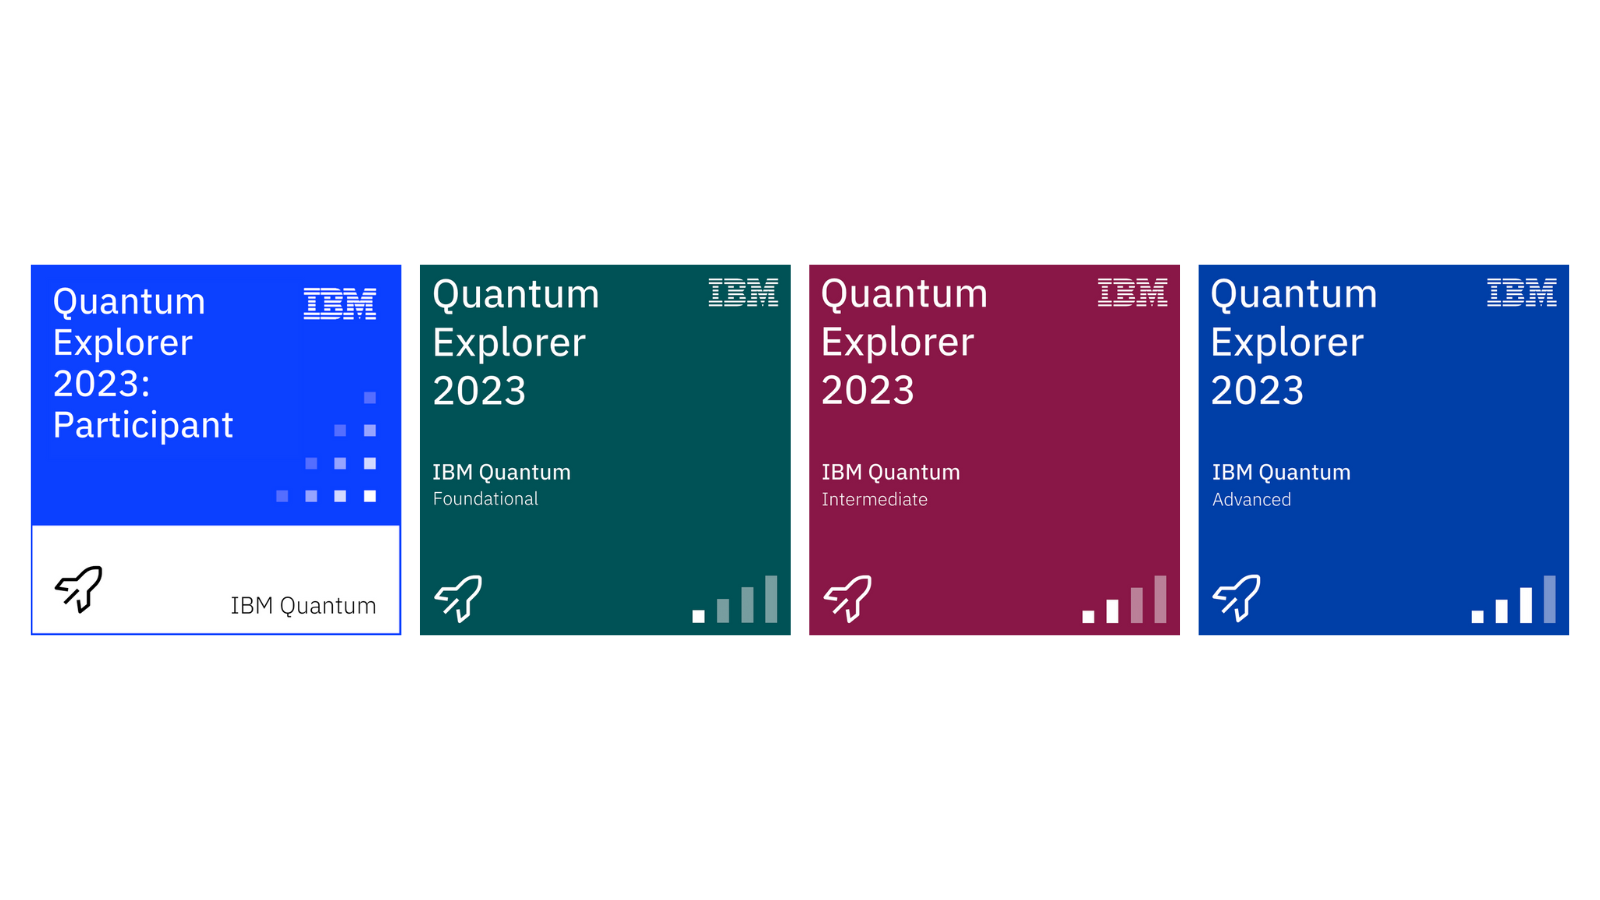 Quantum
Explorer
2023:
Participant
IBM
IBM Quantum
Quantum
Explorer
2023
IBM
IBM Quantum
Foundational
Quantum
Explorer
2023
IBM
IBM Quantum
Intermediate
Quantum
Explorer
2023
IBM
IBM Quantum
Advanced